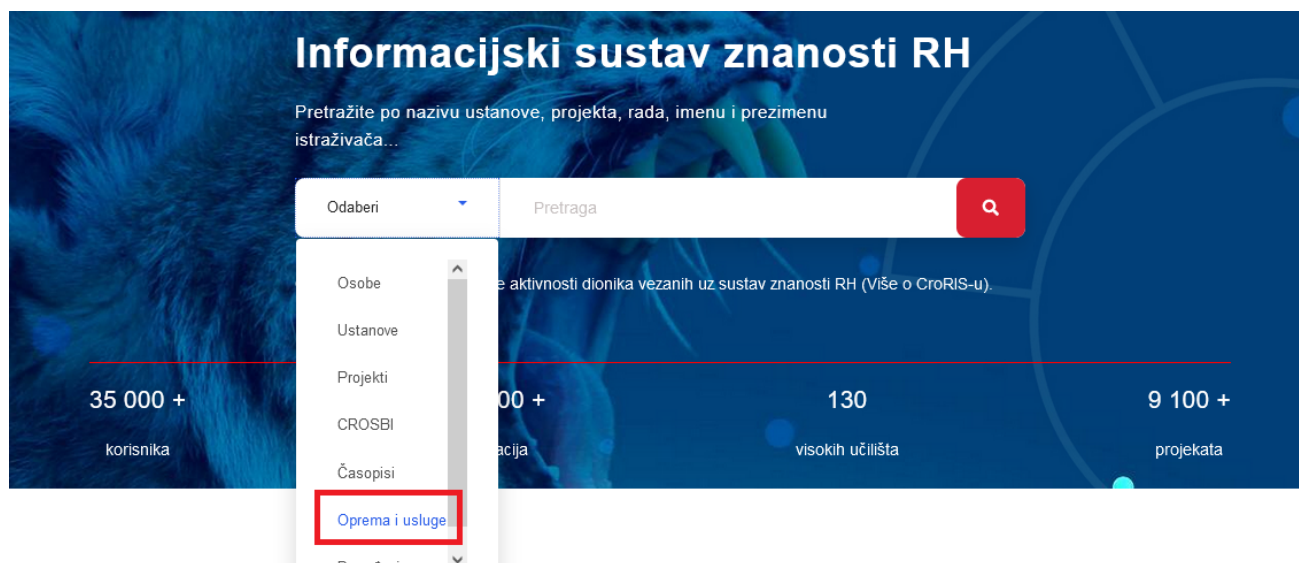 Informacijski sustav znanosti RH
Pretražite po nazivu ustanove, projekta, rada, imenu i prezimenu
istraživača...
Odaberi
Pretraga
Osobe
Ustanove
Projekti
CROSBI
Časopisi
Oprema i usluge
aktivnosti dionika vezanih uz sustav znanosti RH (Više o CroRIS-u).
35 000 +
00 +
130
9 100 +
korisnika
visokih učilišta
projekata